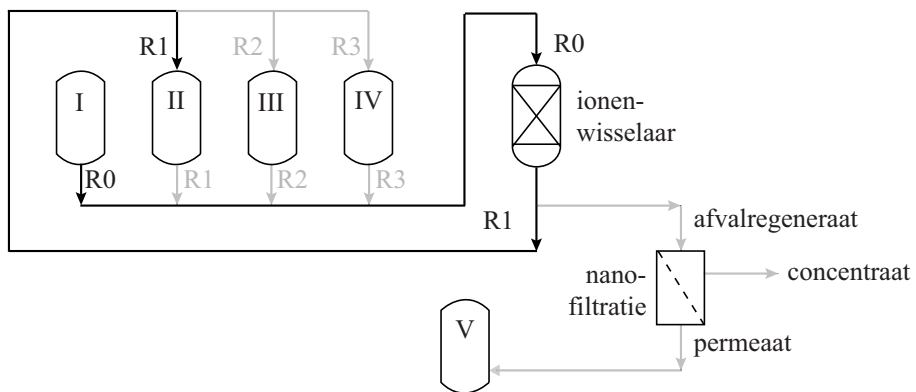 R1
R2
R3
R0
I
II
III
IV
ionen-
wisselaar
R0
R1
R2
R3
R1
afvalregeneraat
nano-
filtratie
concentraat
V
permeaat